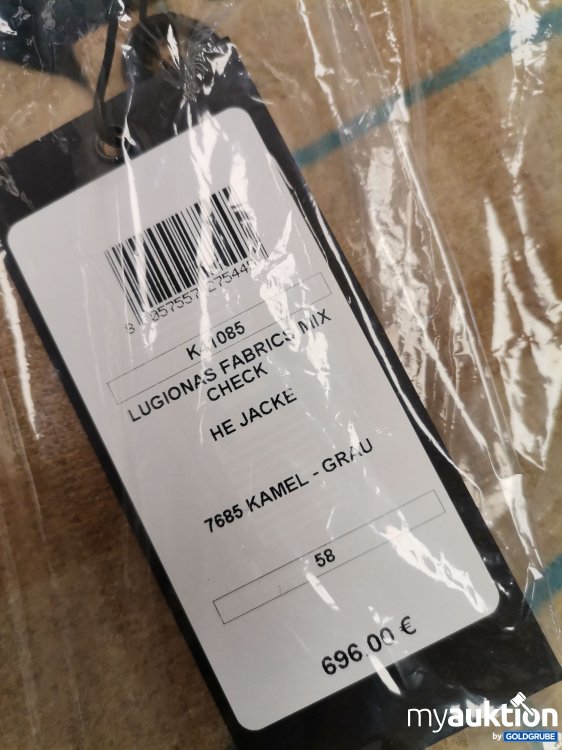 K-1085
LUGIONAS FABRICS MIX
CHECK
HE JACKE
7685 KAMEL - GRAU
58
696,00 €
myauktion
by GOLDGRUBE